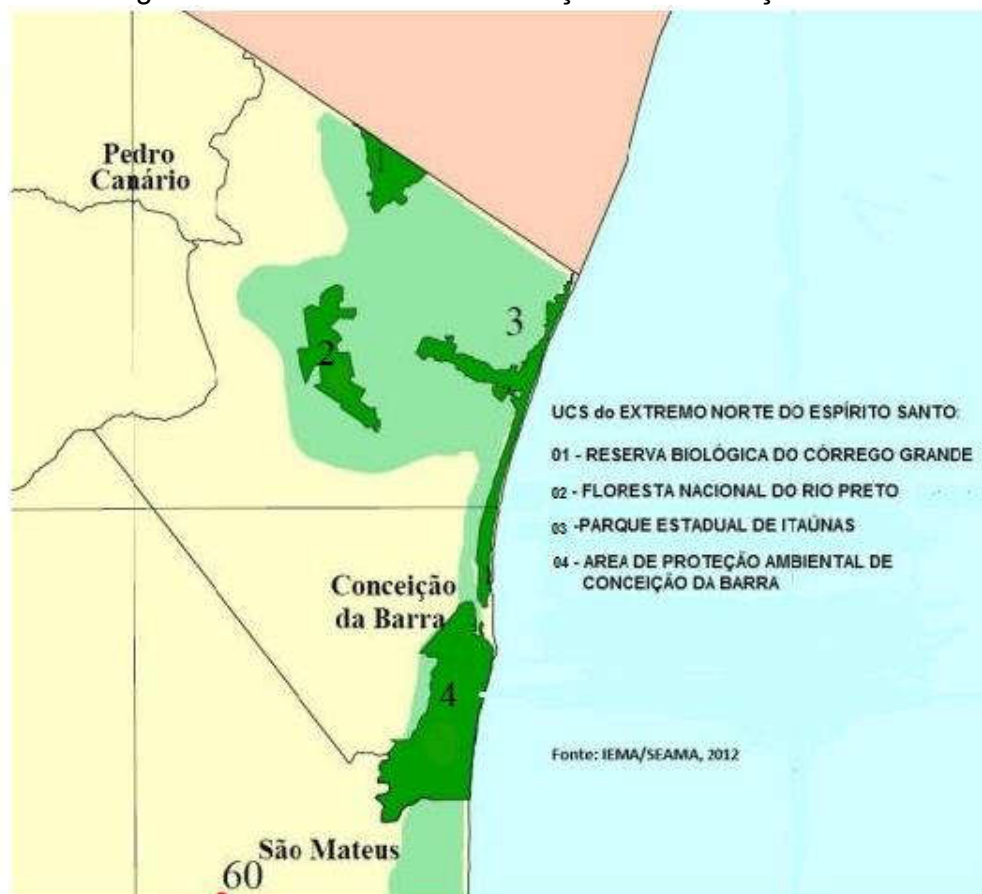 Pedro
Canário
1
2
3
UCS do EXTREMO NORTE DO ESPÍRITO SANTO:
01 - RESERVA BIOLÓGICA DO CÓRREGO GRANDE
02 - FLORESTA NACIONAL DO RIO PRETO
03 -PARQUE ESTADUAL DE ITAÚNAS
04 - AREA DE PROTEÇÃO AMBIENTAL DE
CONCEIÇÃO DA BARRA
Conceição
da Barra
4
Fonte: IEMA/SEAMA, 2012
São Mateus
60